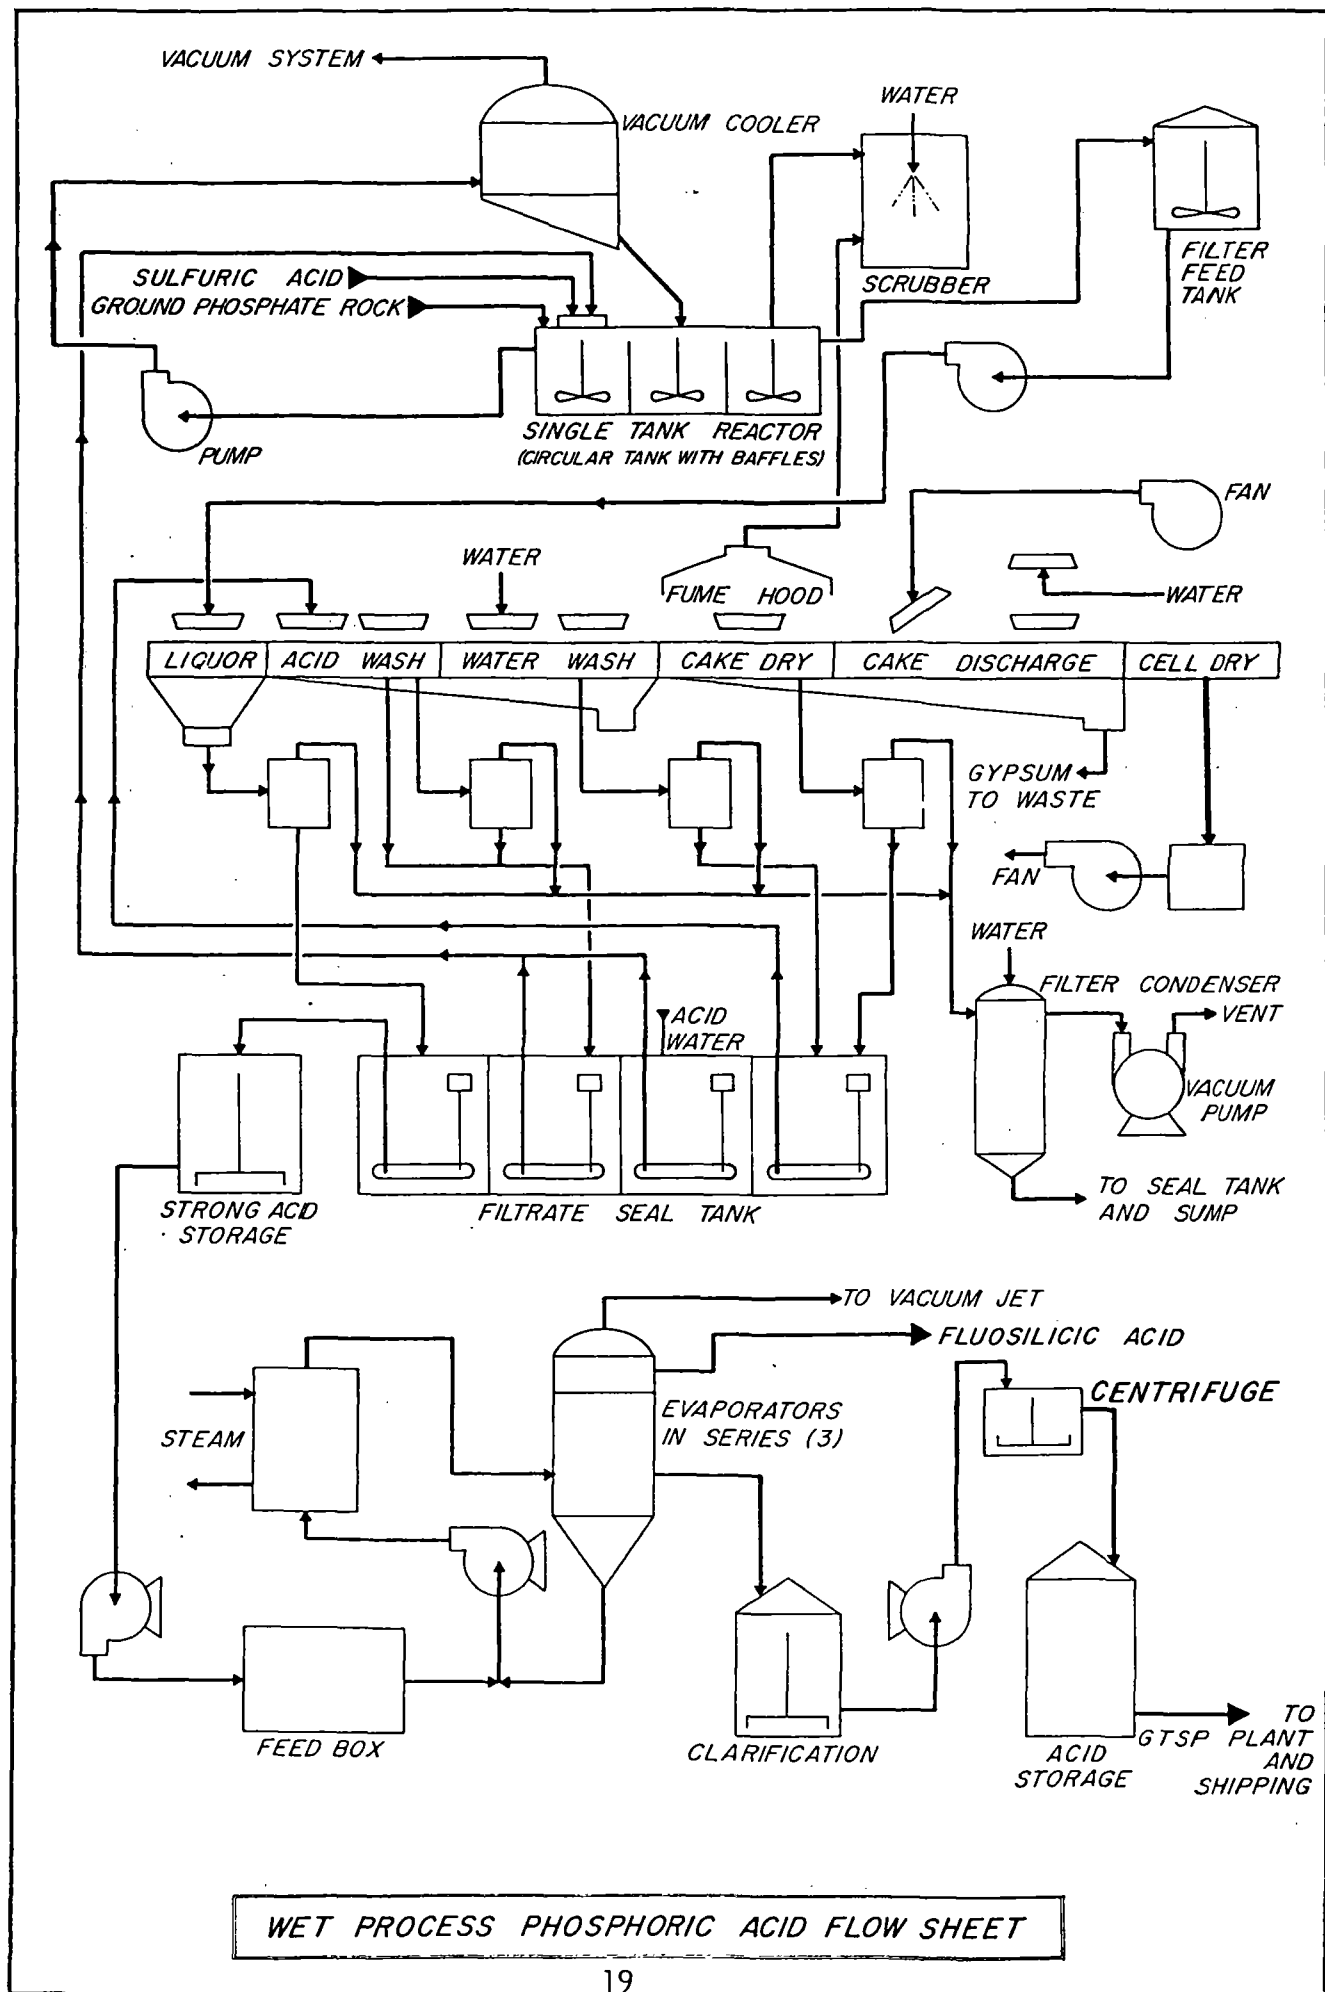 VACUUM SYSTEM
VACUUM COOLER
WATER
SULFURIC ACID
GROUND PHOSPHATE ROCK
SCRUBBER
FILTER
FEED
TANK
PUMP
SINGLE TANK REACTOR
(CIRCULAR TANK WITH BAFFLES)
FAN
WATER
FUME HOOD
WATER
LIQUOR
ACID WASH
WATER WASH
CAKE DRY
CAKE DISCHARGE
CELL DRY
GYPSUM
TO WASTE
FAN
WATER
FILTER CONDENSER
VENT
ACID
WATER
VACUUM
PUMP
STRONG ACID
STORAGE
FILTRATE SEAL TANK
TO SEAL TANK
AND SUMP
TO VACUUM JET
FLUOSILICIC ACID
CENTRIFUGE
STEAM
EVAPORATORS
IN SERIES (3)
FEED BOX
CLARIFICATION
ACID
STORAGE
TO
GTSP PLANT
AND
SHIPPING
WET PROCESS PHOSPHORIC ACID FLOW SHEET
19